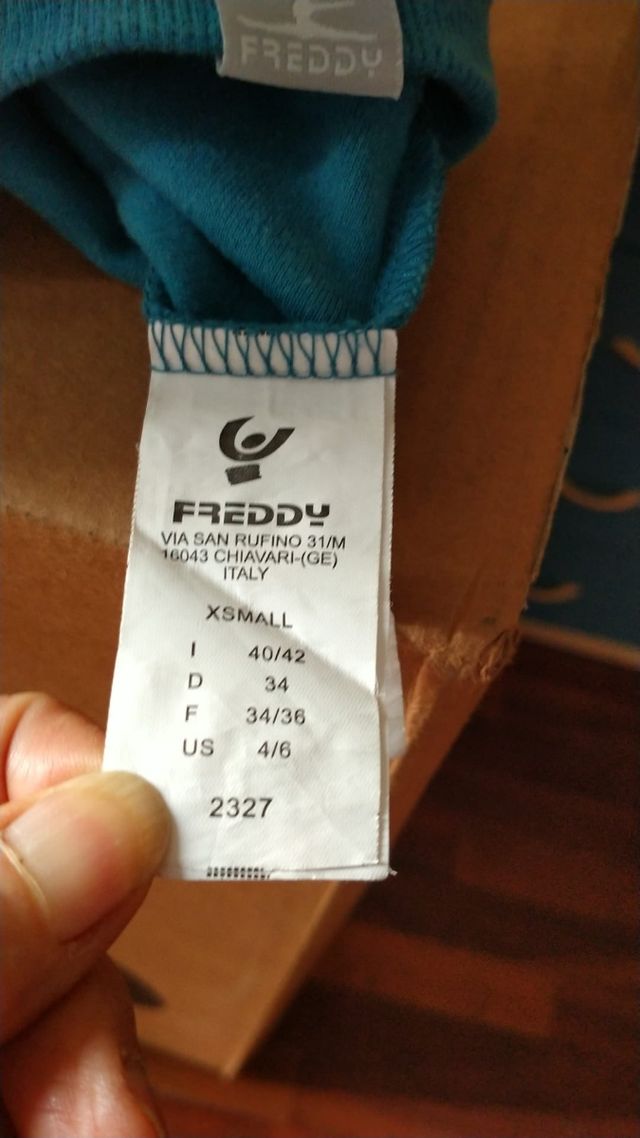 FREDDY
FREDDY
VIA SAN RUFINO 31/M
16043 CHIAVARI-(GE)
ITALY
XSMALL
I 40/42
D 34
F 34/36
US 4/6
2327